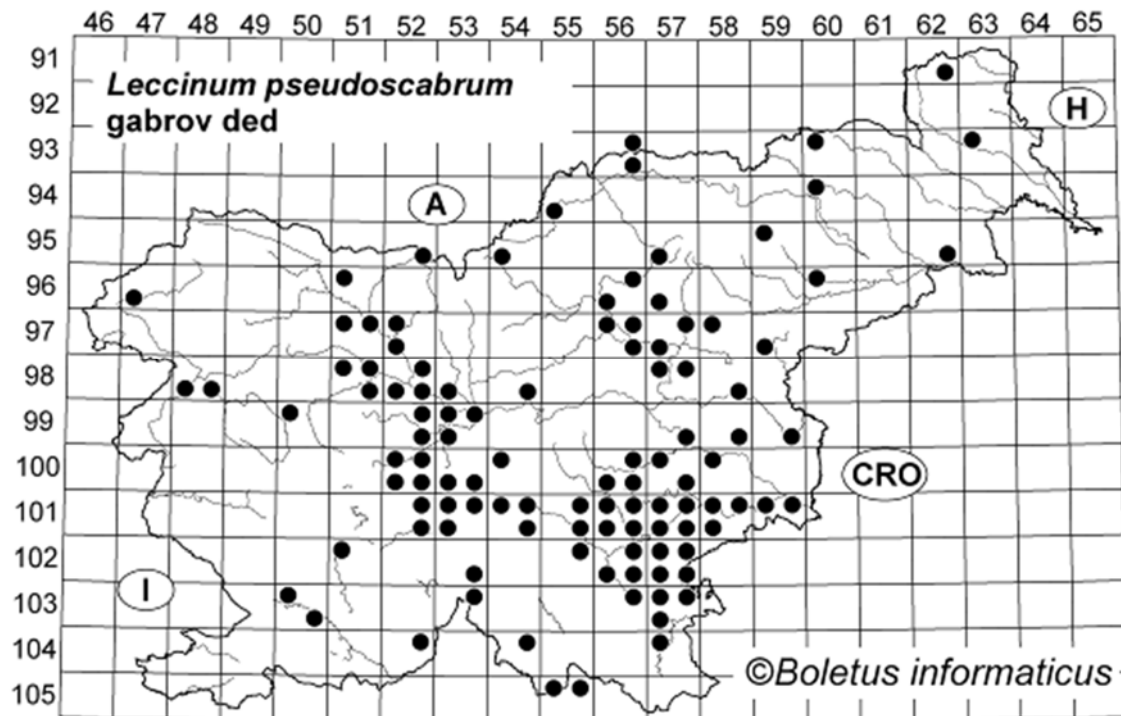 46 47 48 49 50 51 52 53 54 55 56 57 58 59 60 61 62 63 64 65
91
Leccinum pseudoscabrum
92
H
gabrov ded
93
94
A
95
96
97
98
99
100
CRO
101
102
I
103
104
©Boletus informaticus
105